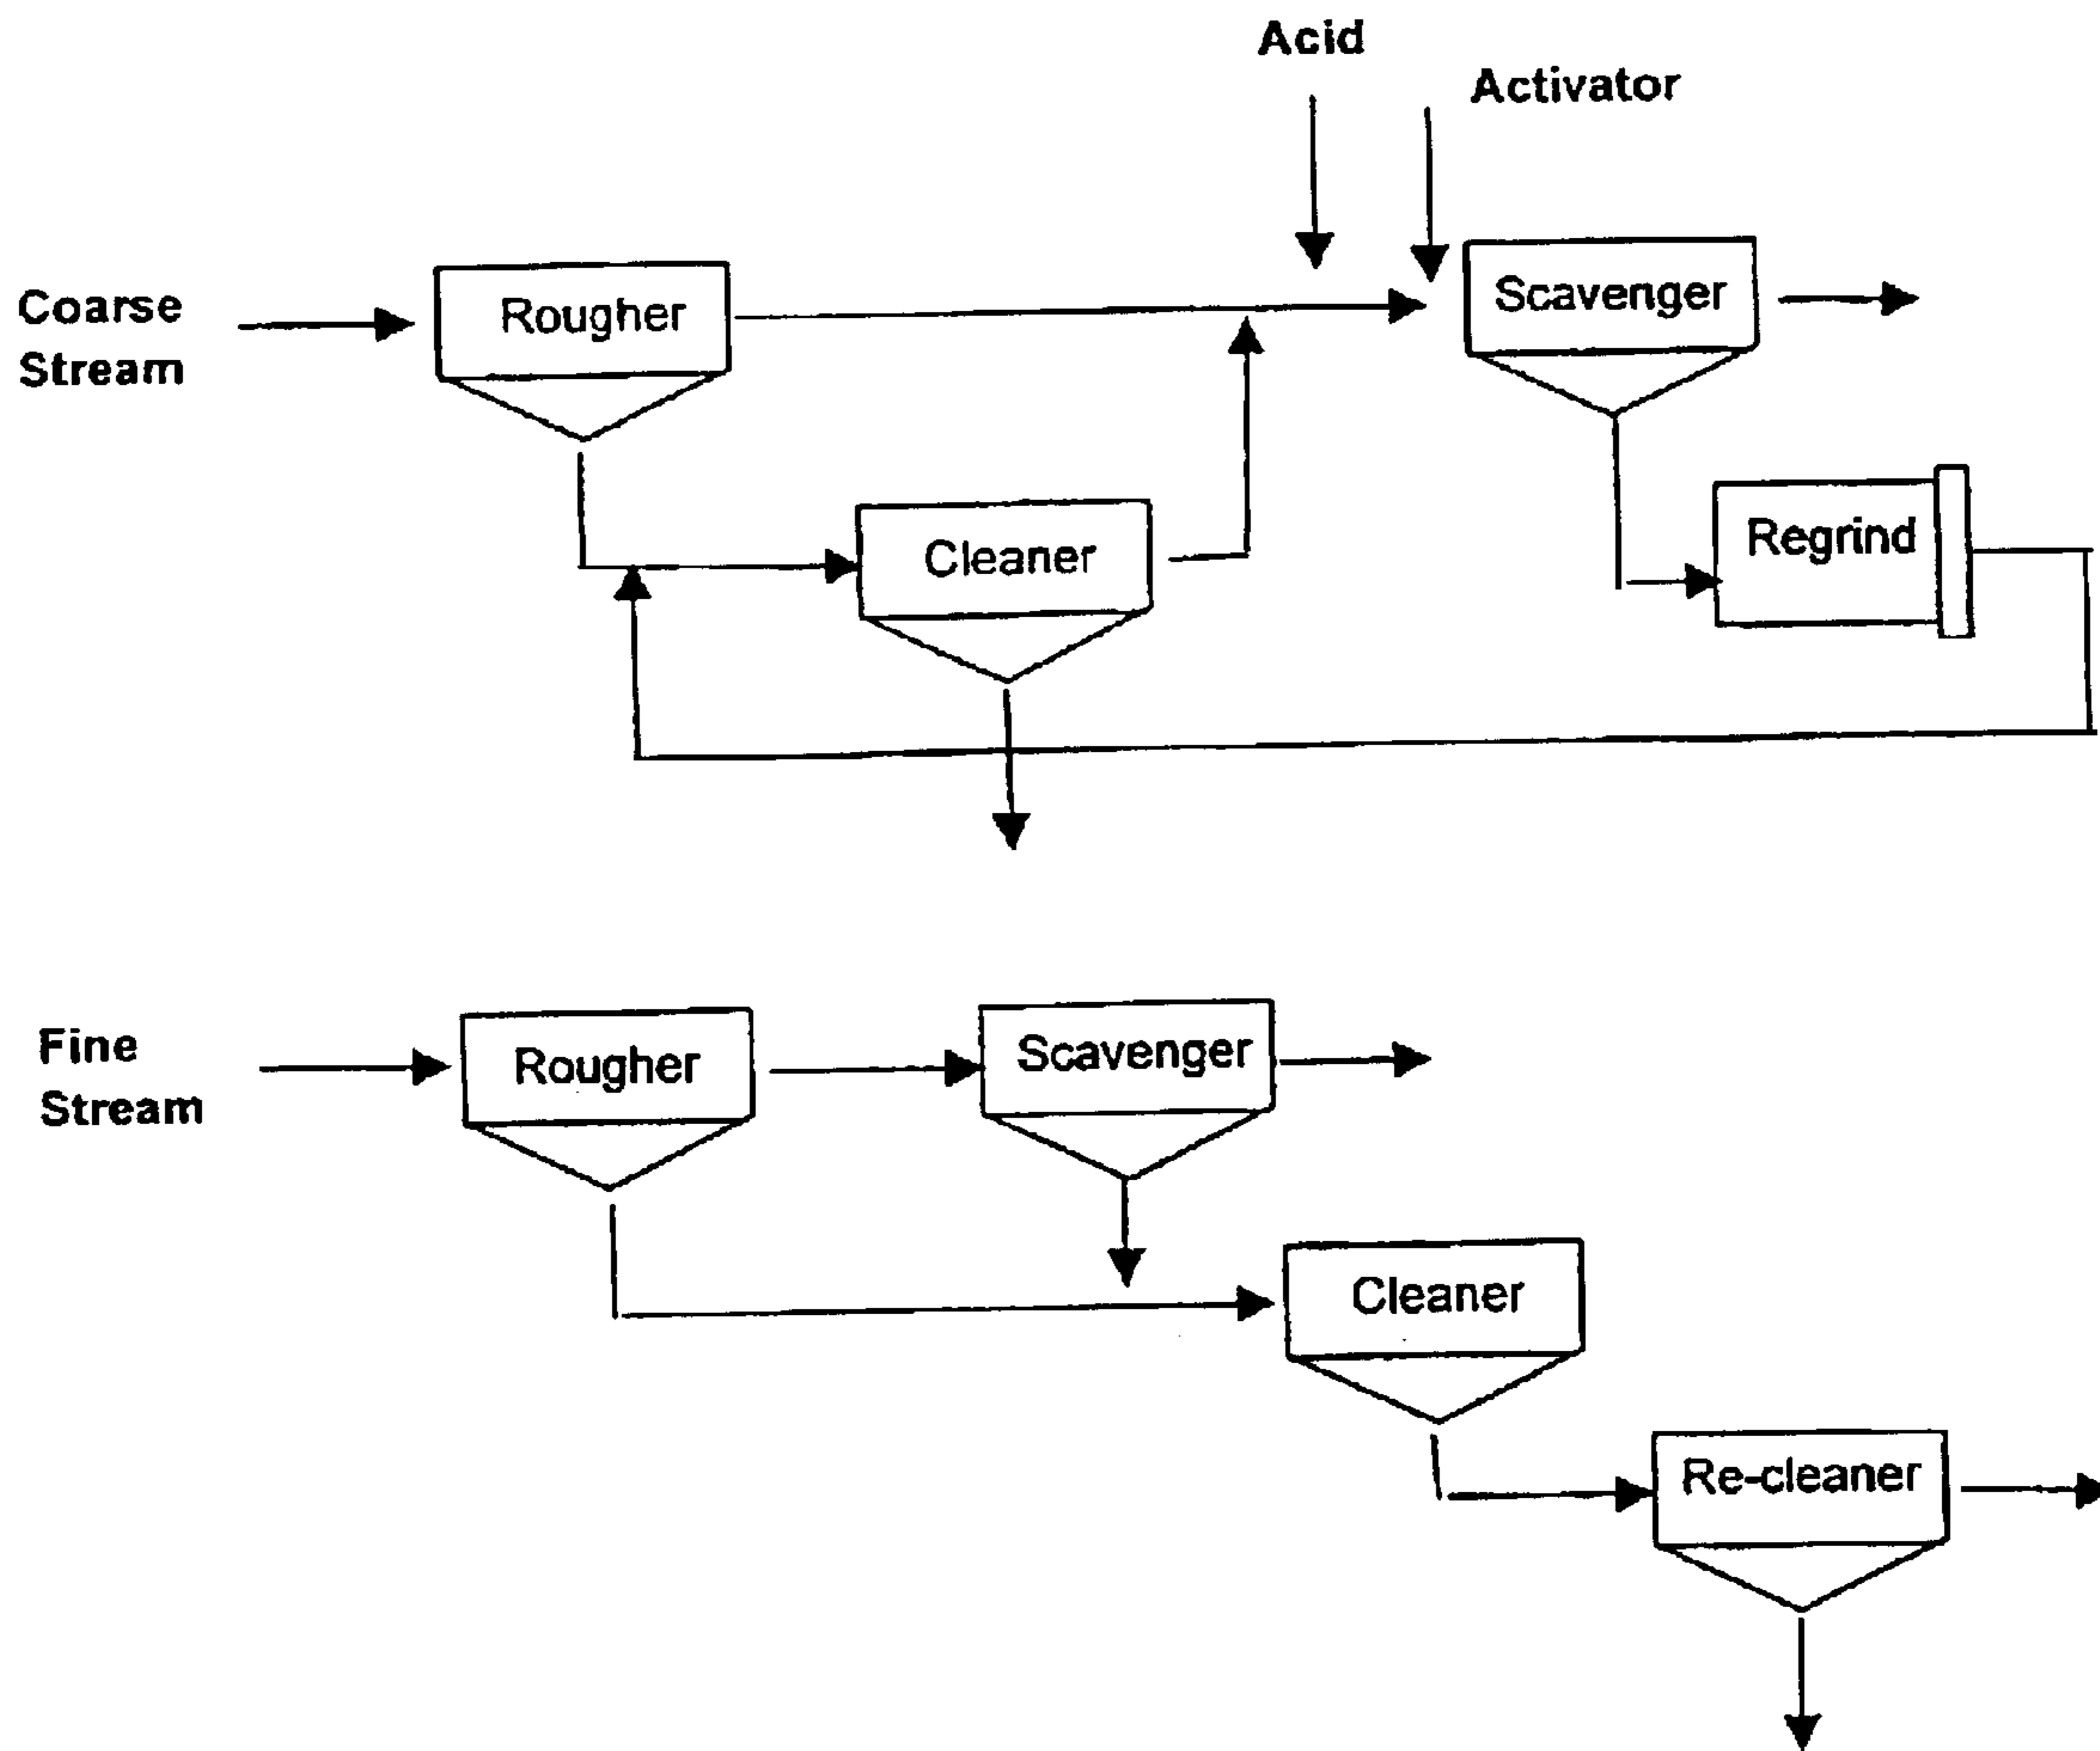 Acid
Activator
Coarse
Stream
Rougher
Scavenger
Cleaner
Regrind
Fine
Stream
Rougher
Scavenger
Cleaner
Re-cleaner